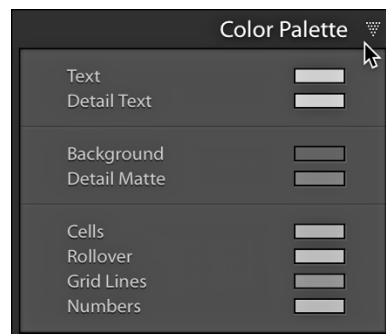 Color Palette
Text
Detail Text
Background
Detail Matte
Cells
Rollover
Grid Lines
Numbers